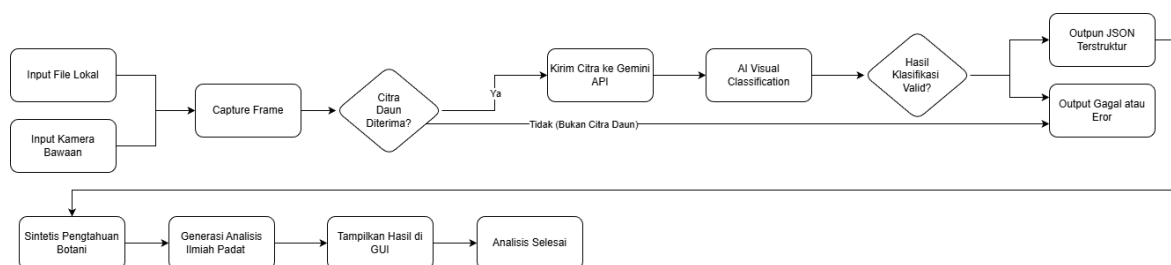 Input File Lokal
Input Kamera
Bawaan
Capture Frame
Citra
Daun
Diterima?
Ya
Tidak (Bukan Citra Daun)
Kirim Citra ke Gemini
API
AI Visual
Classification
Hasil
Klasifikasi
Valid?
Outpun JSON
Terstruktur
Output Gagal atau
Eror
Sintetis Pengtahuan
Botani
Generasi Analisis
Ilmiah Padat
Tampilkan Hasil di
GUI
Analisis Selesai